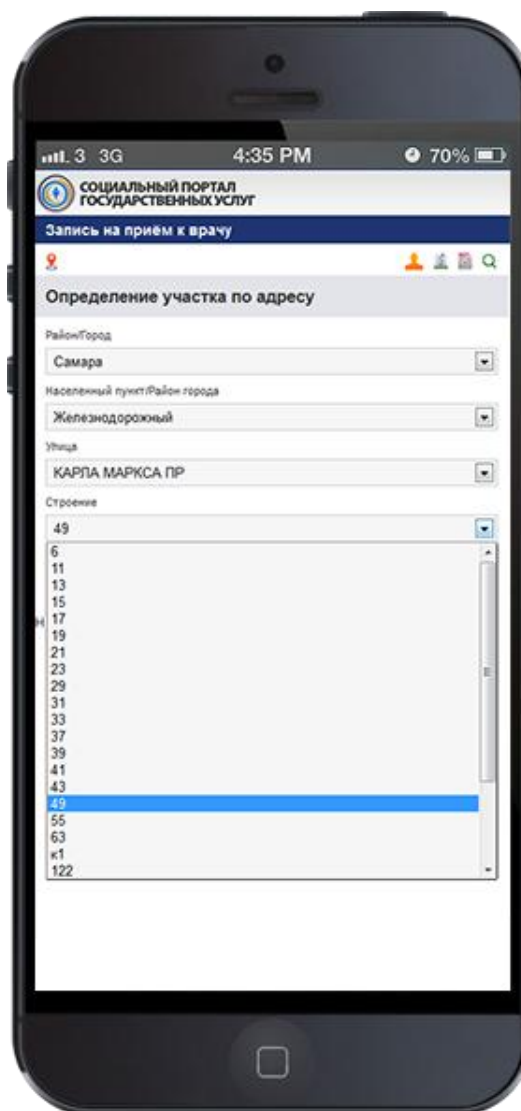 3 3G 4:35 PM 70%
СОЦИАЛЬНЫЙ ПОРТАЛ
ГОСУДАРСТВЕННЫХ УСЛУГ
Запись на приём к врачу
Определение участка по адресу
Район/Город
Самара
Населенный пункт/Район города
Железнодорожный
Улица
КАРЛА МАРКСА ПР
Строение
49
6
11
13
15
н 17
19
21
23
29
31
33
37
39
41
43
49
55
63
к1
122